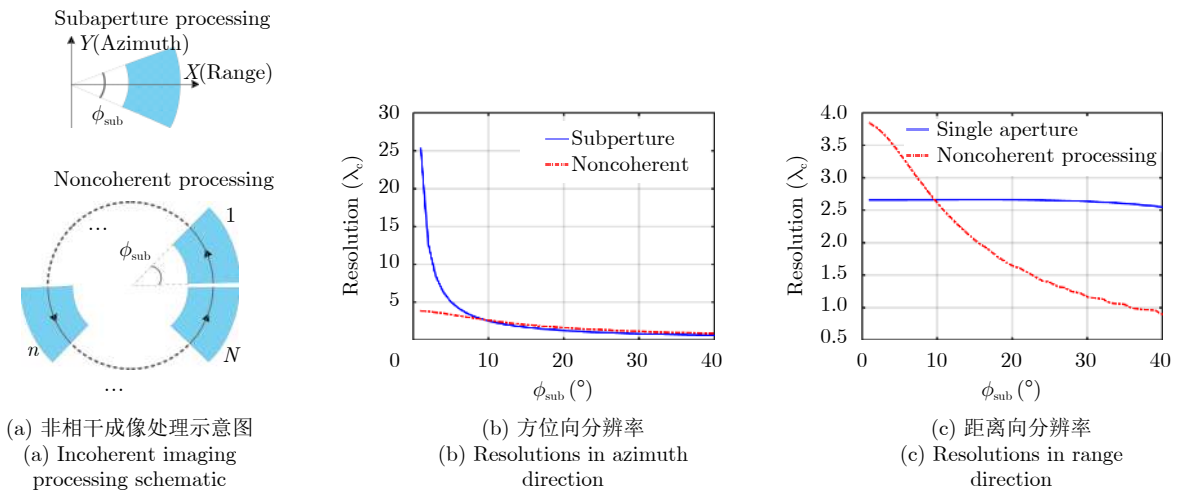 Subaperture processing
Y(Azimuth)
X(Range)
ϕsub
Noncoherent processing
1
...
ϕsub
n
N
...
(a) 非相干成像处理示意图
(a) Incoherent imaging
processing schematic
30
25
20
15
10
5
0
10
20
30
40
Resolution (λc)
Subperture
Noncoherent
ϕsub (°)
(b) 方位向分辨率
(b) Resolutions in azimuth
direction
4.0
3.5
3.0
2.5
2.0
1.5
1.0
0.5
0
10
20
30
40
Resolution (λc)
Single aperture
Noncoherent processing
ϕsub (°)
(c) 距离向分辨率
(c) Resolutions in range
direction